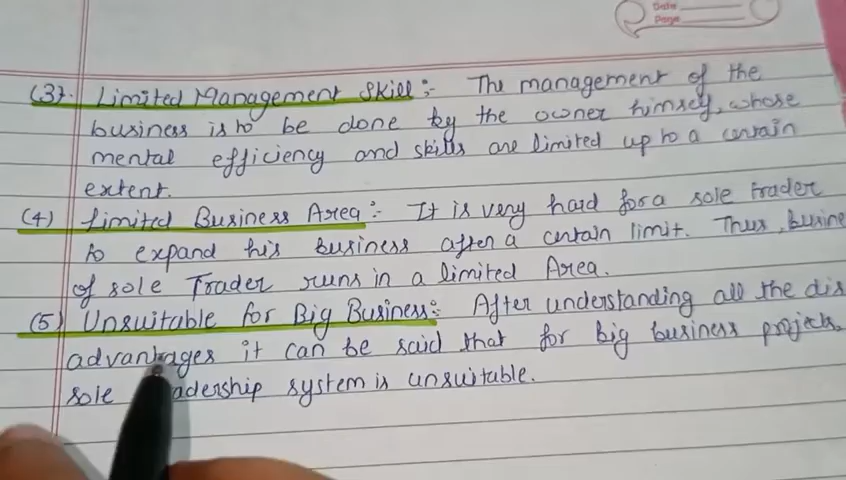 Date
Page
(3). Limited Management Skill :- The management of the
business is to be done by the owner himself, whose
mental efficiency and skills are limited up to a certain
extent.
(4) Limited Business Area :- It is very hard for a sole trader
to expand his business after a certain limit. Thus, busine
of sole Trader runs in a limited Area.
(5) Unsuitable for Big Business :- After understanding all the dis
advantages it can be said that for big business projects,
sole adership system is unsuitable.